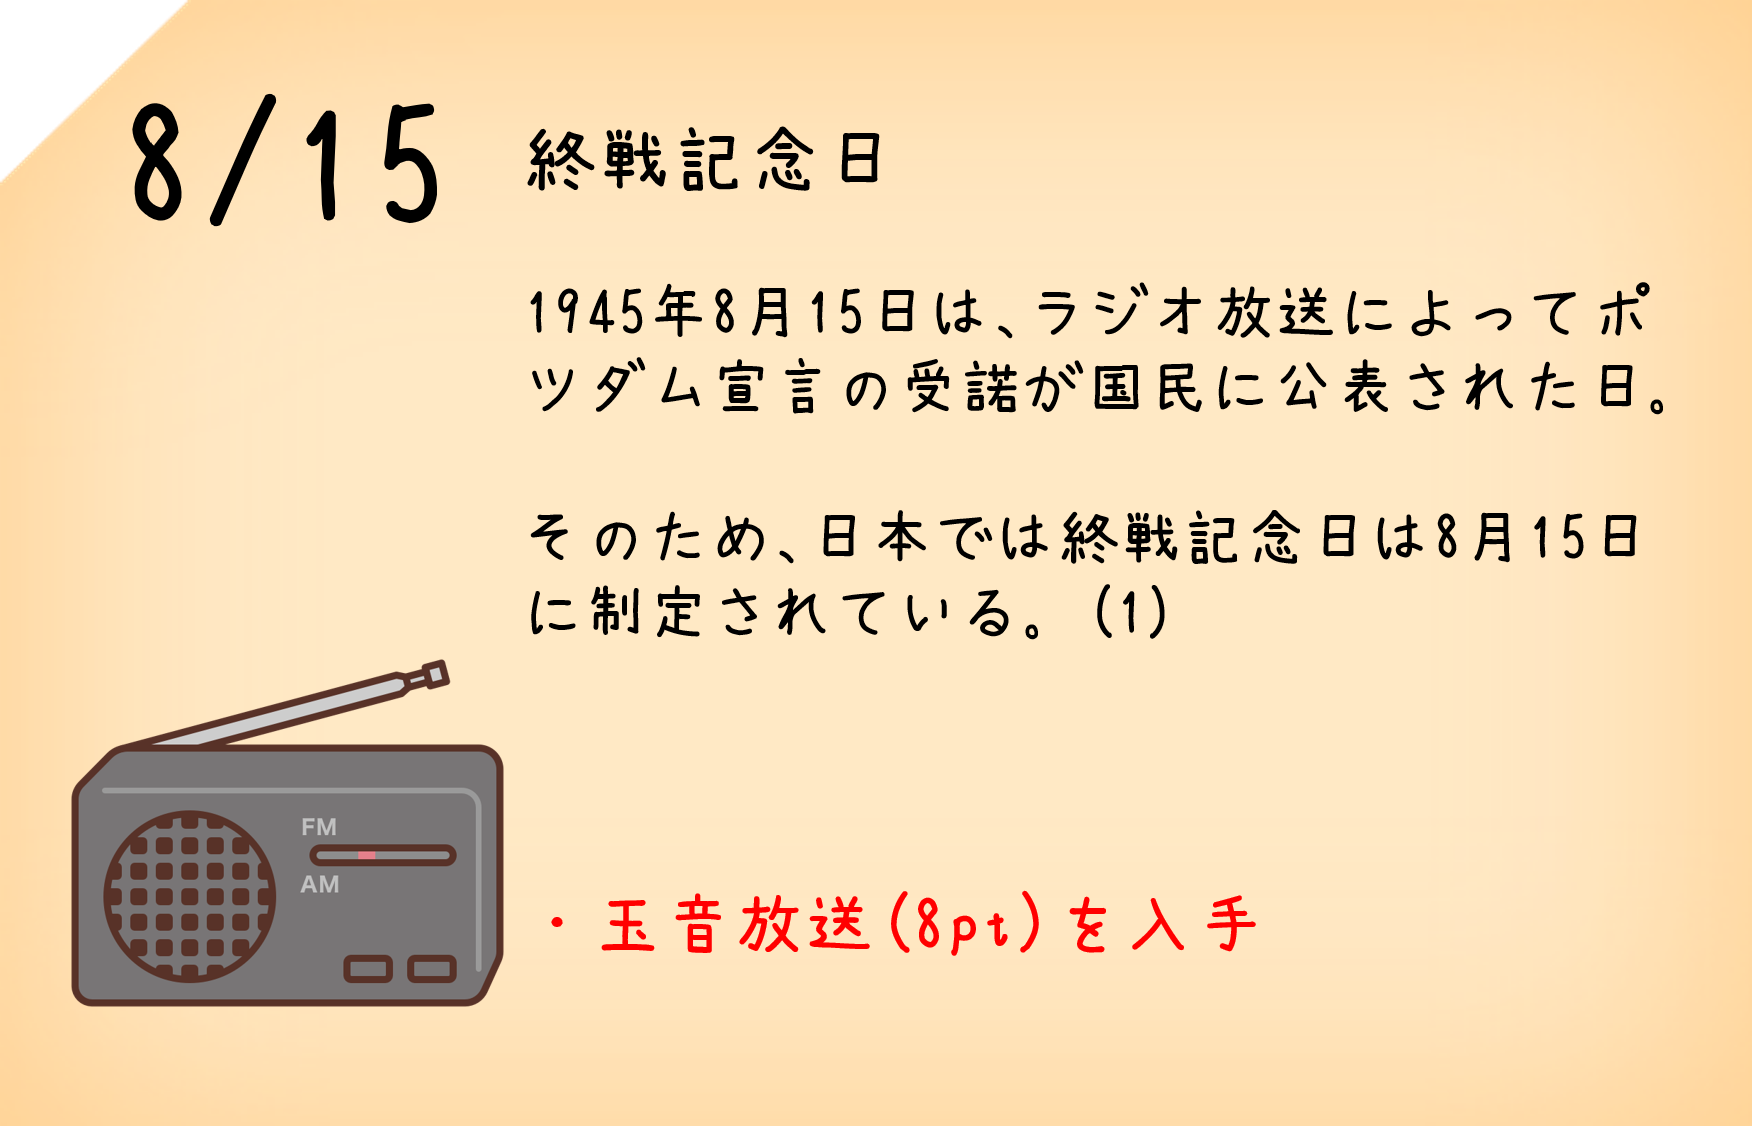 8/15 終戦記念日
1945年8月15日は、ラジオ放送によってポ
ツダム宣言の受諾が国民に公表された日。
そのため、日本では終戦記念日は8月15日
に制定されている。(1)
FM
AM
・玉音放送(8pt)を入手